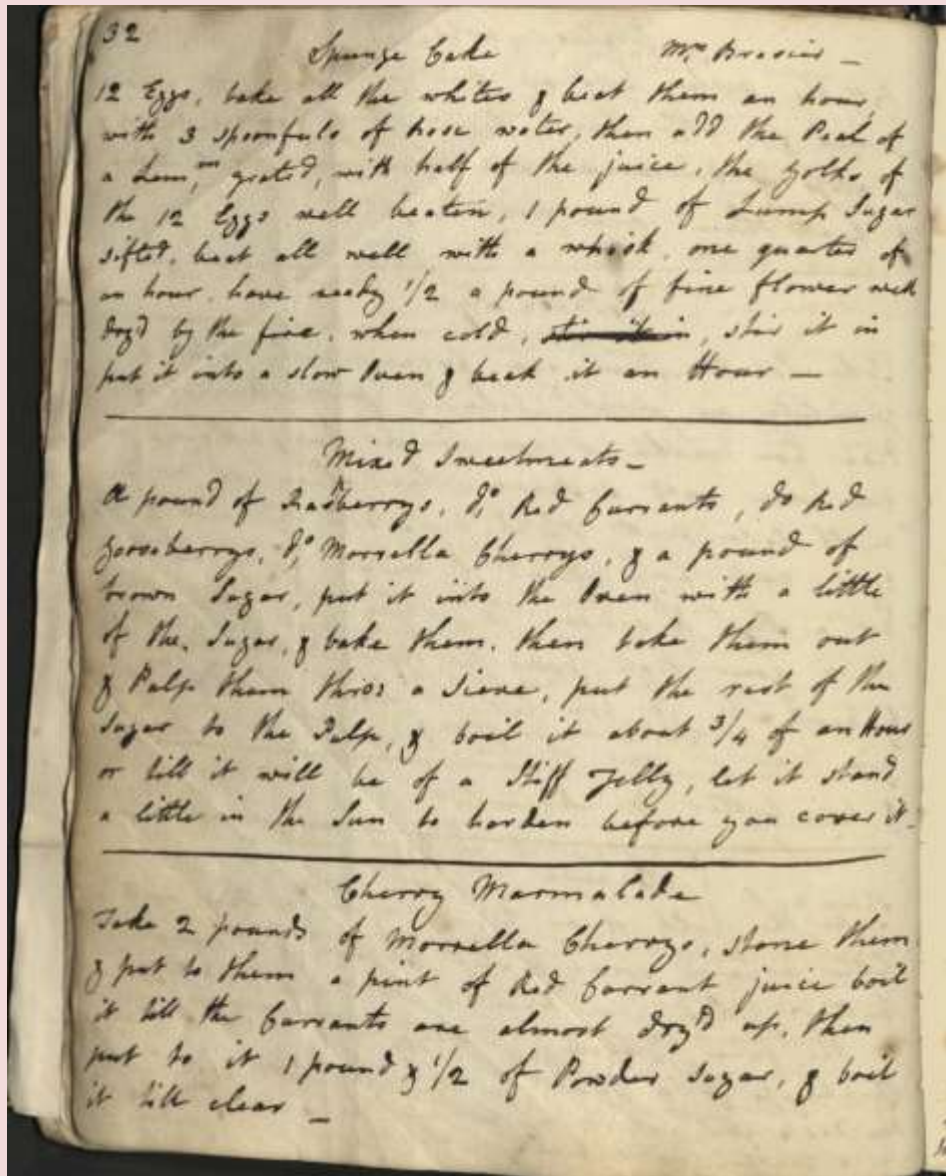 32
Spunge Cake Mrs Brasier -
12 Eggs, take all the whites & beat them an hour,
with 3 spoonfuls of Rose water, then add the Peal of
a Lemon, grated, with half of the juice, the yolks of
the 12 Eggs well beaten, 1 pound of Lump Sugar
sifted, beat all well with a whisk, one quarter of
an hour. have ready 1/2 a pound of fine flower well
dry'd by the fire, when cold, stir it in, stir it in
put it into a slow Oven & beak it an Hour —
Mixed Sweetmeats -
A pound of Rasberrys, do, Red Currants, do Red
Gooseberrys, do, Morrella Cherrys, & a pound of
brown Sugar, put it into the Oven with a little
of the Sugar, & bake them, then take them out
& Pulp them thro: a Sieve, put the rest of the
Sugar to the Pulp, & boil it about 3/4 of an Hour
or till it will be of a Stiff Jelly, let it stand
a little in the Sun to harden before you cover it -
Cherry Marmalade
Take 2 pounds of Morrella Cherrys, stone them
& put to them a pint of Red Currant juice boil
it till the Currants are almost dry'd up, then
put to it 1 pound & 1/2 of Powder Sugar, & boil
it till clear -